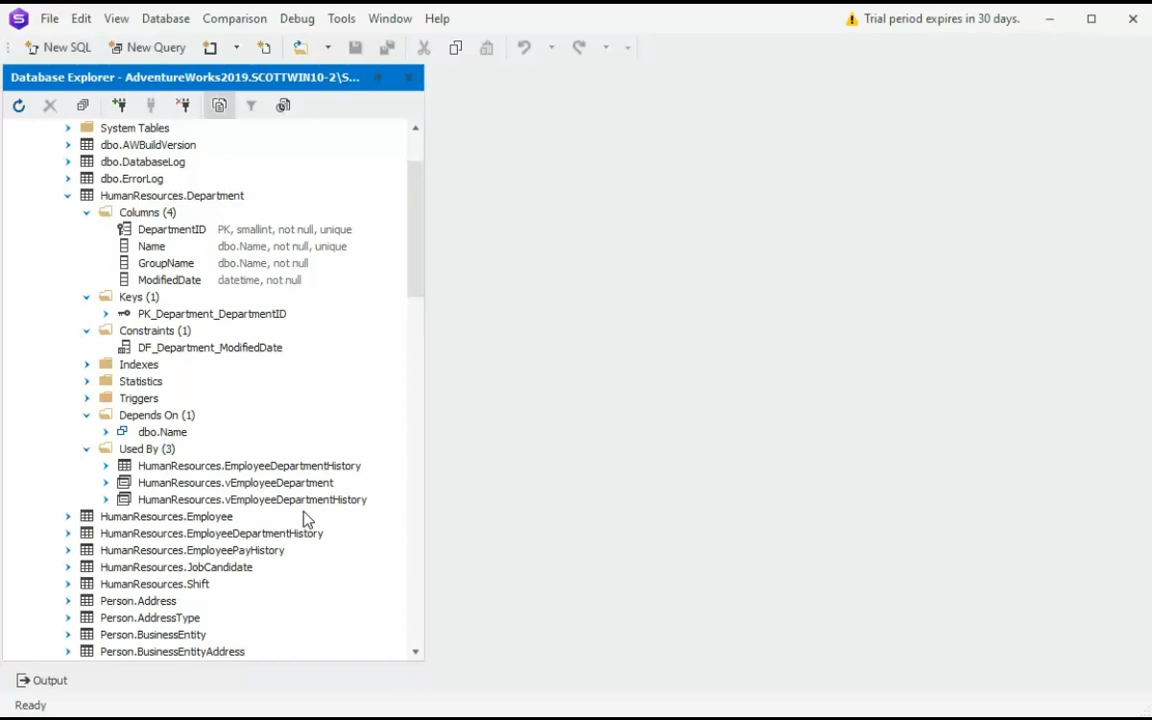 File Edit View Database Comparison Debug Tools Window Help Trial period expires in 30 days.
New SQL New Query
Database Explorer - AdventureWorks2019.SCOTTWIN10-2\S...
System Tables
dbo.AWBuildVersion
dbo.DatabaseLog
dbo.ErrorLog
HumanResources.Department
Columns (4)
DepartmentID PK, smallint, not null, unique
Name dbo.Name, not null, unique
GroupName dbo.Name, not null
ModifiedDate datetime, not null
Keys (1)
PK_Department_DepartmentID
Constraints (1)
DF_Department_ModifiedDate
Indexes
Statistics
Triggers
Depends On (1)
dbo.Name
Used By (3)
HumanResources.EmployeeDepartmentHistory
HumanResources.vEmployeeDepartment
HumanResources.vEmployeeDepartmentHistory
HumanResources.Employee
HumanResources.EmployeeDepartmentHistory
HumanResources.EmployeePayHistory
HumanResources.JobCandidate
HumanResources.Shift
Person.Address
Person.AddressType
Person.BusinessEntity
Person.BusinessEntityAddress
Output
Ready